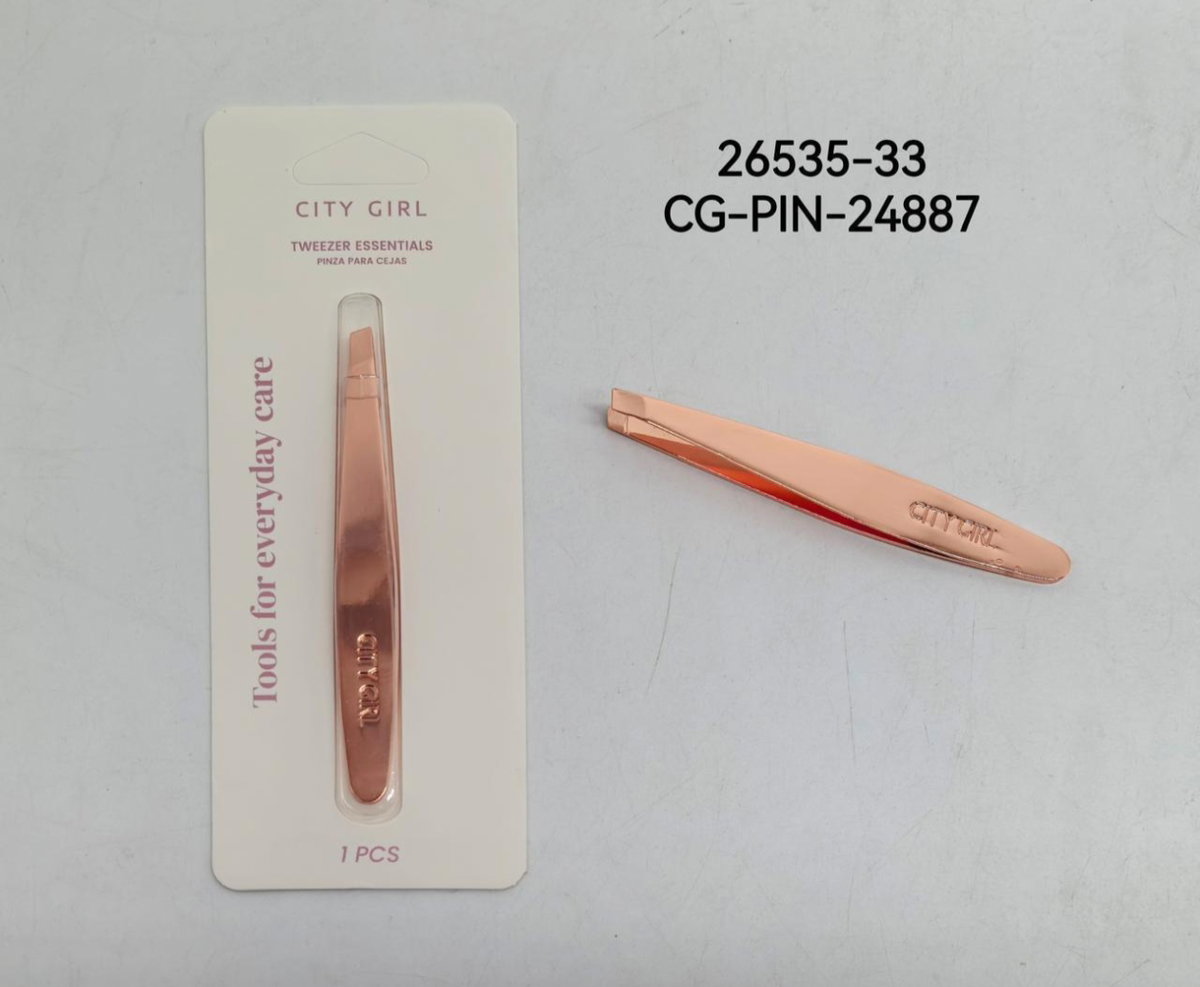 CITY GIRL
TWEEZER ESSENTIALS
PINZA PARA CEJAS
Tools for everyday care
CITY GIRL
1 PCS
26535-33
CG-PIN-24887
CITY GIRL